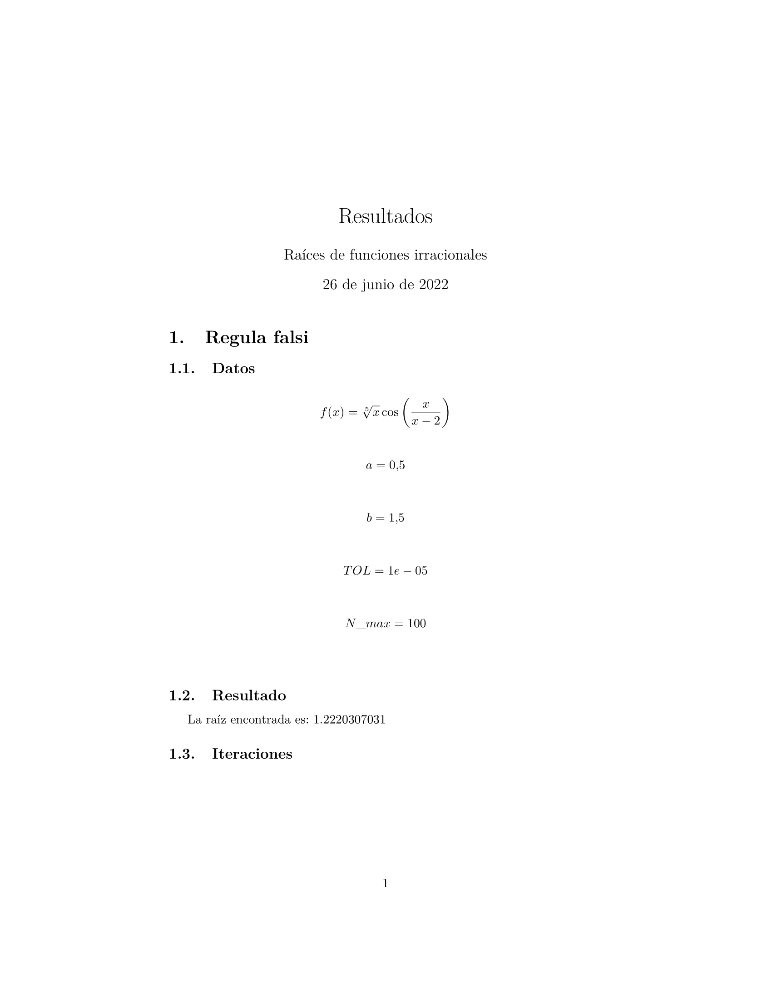 Resultados
Raíces de funciones irracionales
26 de junio de 2022
1. Regula falsi
1.1. Datos
f(x) = \sqrt[5]{x} \cos\left(\frac{x}{x-2}\right)
a = 0,5
b = 1,5
TOL = 1e − 05
N_max = 100
1.2. Resultado
La raíz encontrada es: 1.2220307031
1.3. Iteraciones
1